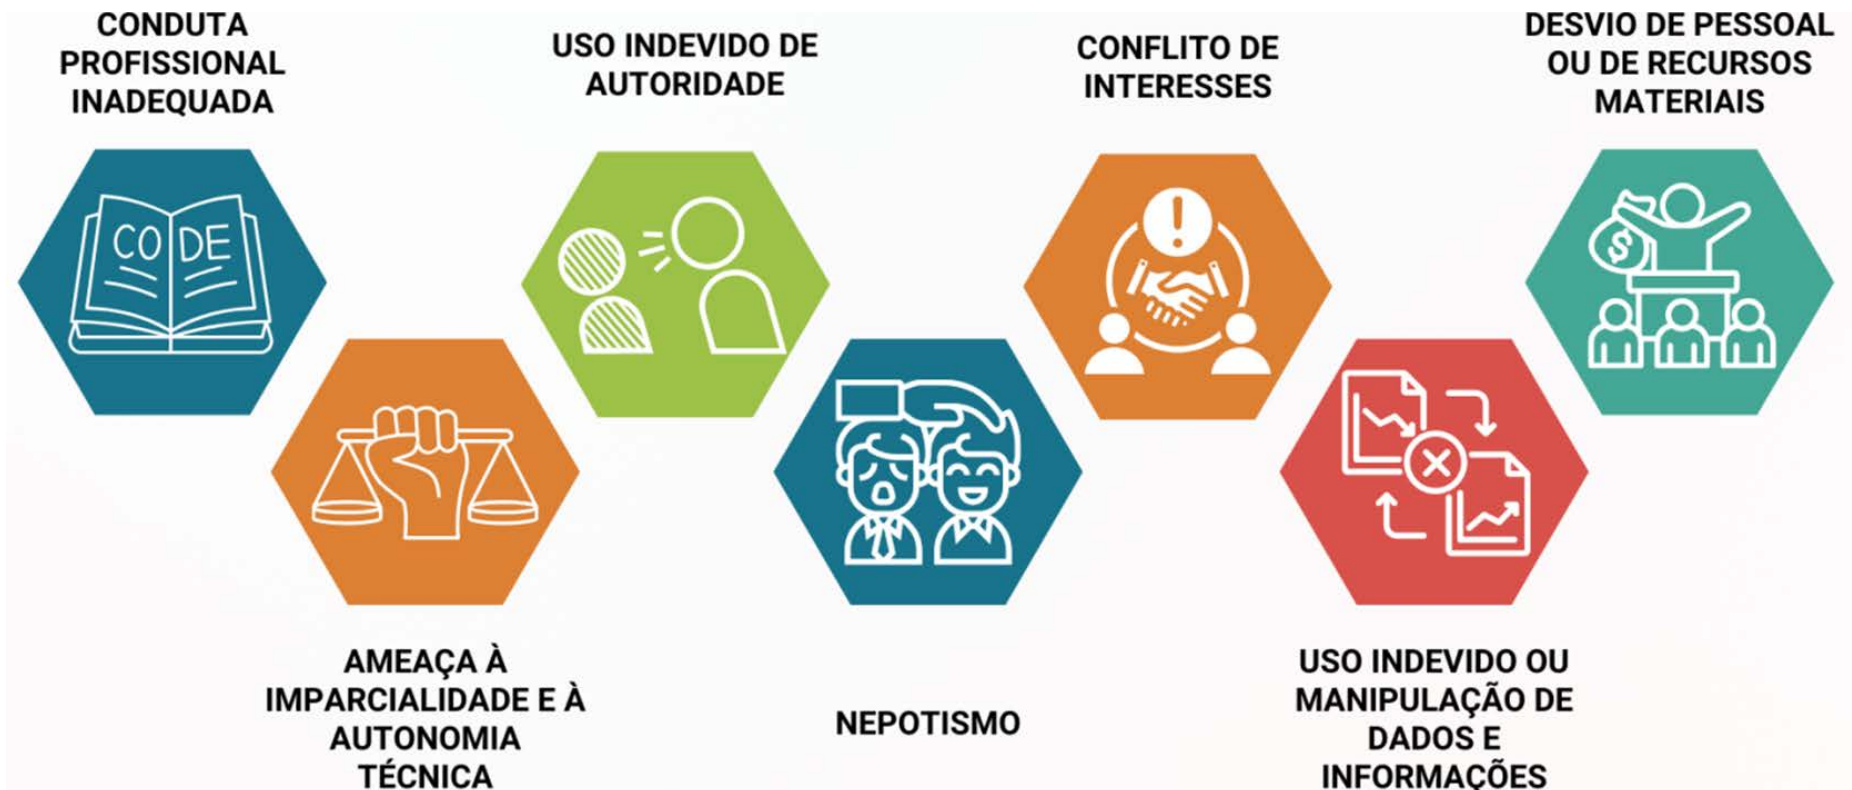 CONDUTA
PROFISSIONAL
INADEQUADA
USO INDEVIDO DE
AUTORIDADE
CONFLITO DE
INTERESSES
DESVIO DE PESSOAL
OU DE RECURSOS
MATERIAIS
CO DE
$
AMEAÇA À
IMPARCIALIDADE E À
AUTONOMIA
TÉCNICA
NEPOTISMO
USO INDEVIDO OU
MANIPULAÇÃO DE
DADOS E
INFORMAÇÕES